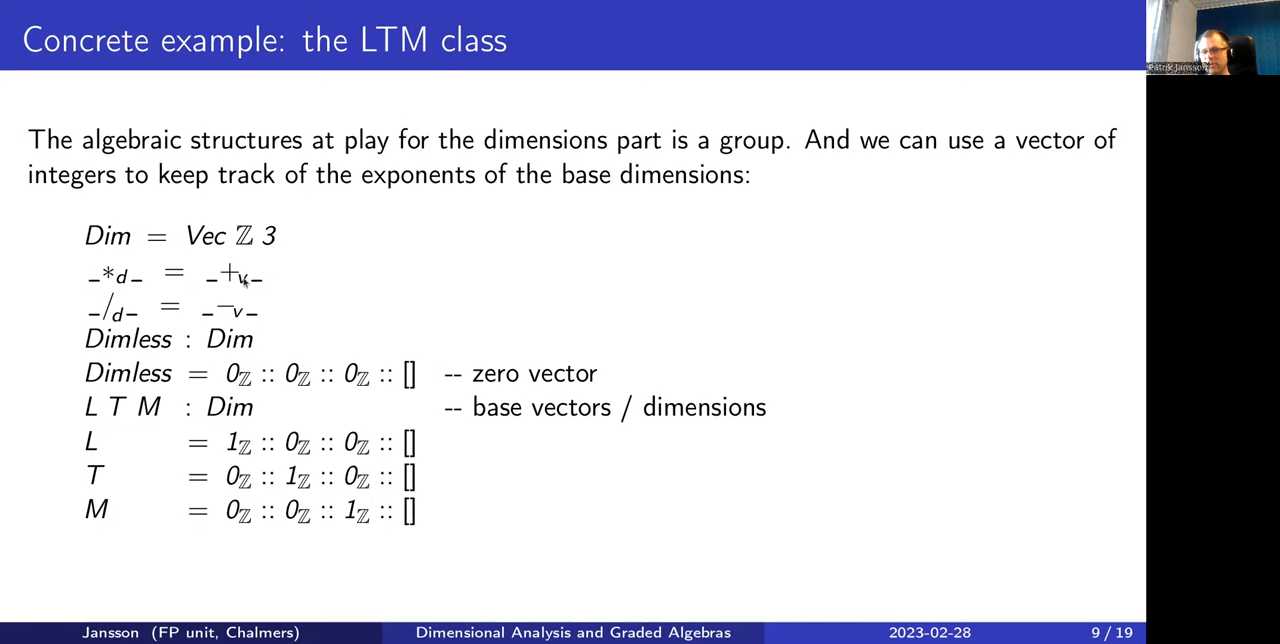 Concrete example: the LTM class
Patrik Jansson
The algebraic structures at play for the dimensions part is a group. And we can use a vector of
integers to keep track of the exponents of the base dimensions:
Dim = Vec ℤ 3
_*d_ = _+v_
_/d_ = _−v_
Dimless : Dim
Dimless = 0ℤ :: 0ℤ :: 0ℤ :: [] -- zero vector
L T M : Dim -- base vectors / dimensions
L = 1ℤ :: 0ℤ :: 0ℤ :: []
T = 0ℤ :: 1ℤ :: 0ℤ :: []
M = 0ℤ :: 0ℤ :: 1ℤ :: []
Jansson (FP unit, Chalmers) Dimensional Analysis and Graded Algebras 2023-02-28 9 / 19